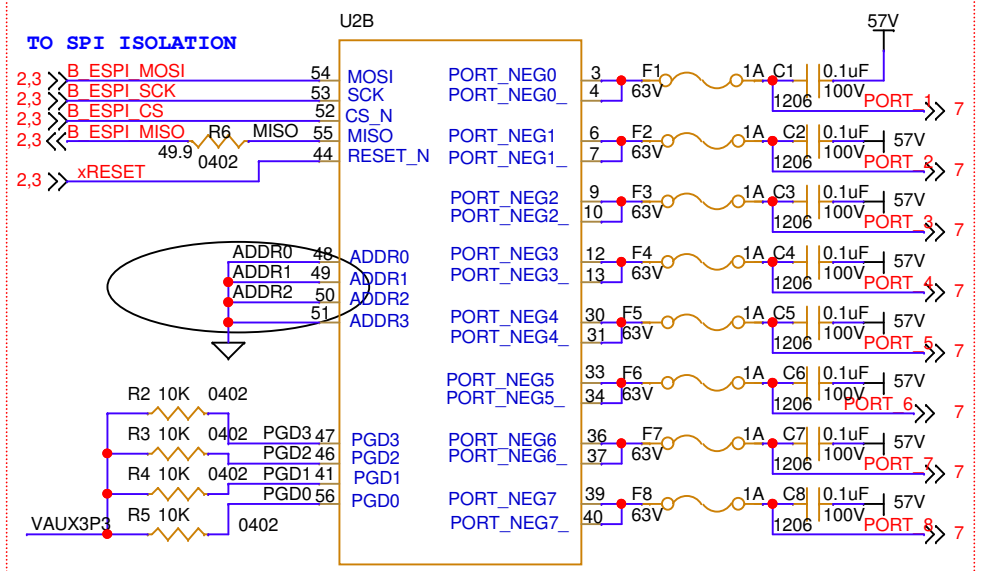 U2B
57V
TO SPI ISOLATION
2,3 B_ESPI_MOSI 54 MOSI PORT_NEG0 3 F1 1A C1 0.1uF
2,3 B_ESPI_SCK 53 SCK PORT_NEG0_ 4 63V 1206 100V PORT_1 7
2,3 B_ESPI_CS 52 CS_N
2,3 B_ESPI_MISO R6 MISO 55 MISO PORT_NEG1 6 F2 1A C2 0.1uF 57V
49.9 0402 44 RESET_N PORT_NEG1_ 7 63V 1206 100V PORT_2 7
2,3 xRESET
PORT_NEG2 9 F3 1A C3 0.1uF 57V
PORT_NEG2_ 10 63V 1206 100V PORT_3 7
ADDR0 48 ADDR0 PORT_NEG3 12 F4 1A C4 0.1uF 57V
ADDR1 49 ADDR1 PORT_NEG3_ 13 63V 1206 100V PORT_4 7
ADDR2 50 ADDR2
51 ADDR3 PORT_NEG4 30 F5 1A C5 0.1uF 57V
PORT_NEG4_ 31 63V 1206 100V PORT_5 7
PORT_NEG5 33 F6 1A C6 0.1uF 57V
R2 10K 0402 PORT_NEG5_ 34 63V 1206 100V PORT_6 7
R3 10K 0402 PGD3 47 PGD3 PORT_NEG6 36 F7 1A C7 0.1uF 57V
PGD2 46 PGD2 PORT_NEG6_ 37 63V 1206 100V PORT_7 7
R4 10K 0402 PGD1 41 PGD1
PGD0 56 PGD0 PORT_NEG7 39 F8 1A C8 0.1uF 57V
VAUX3P3 R5 10K 0402 PORT_NEG7_ 40 63V 1206 100V PORT_8 7